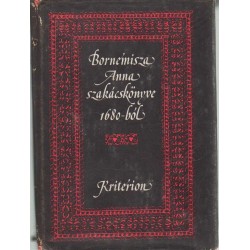 Bornemisza
Anna
szakácskönyve
1680-ból
Kriterion